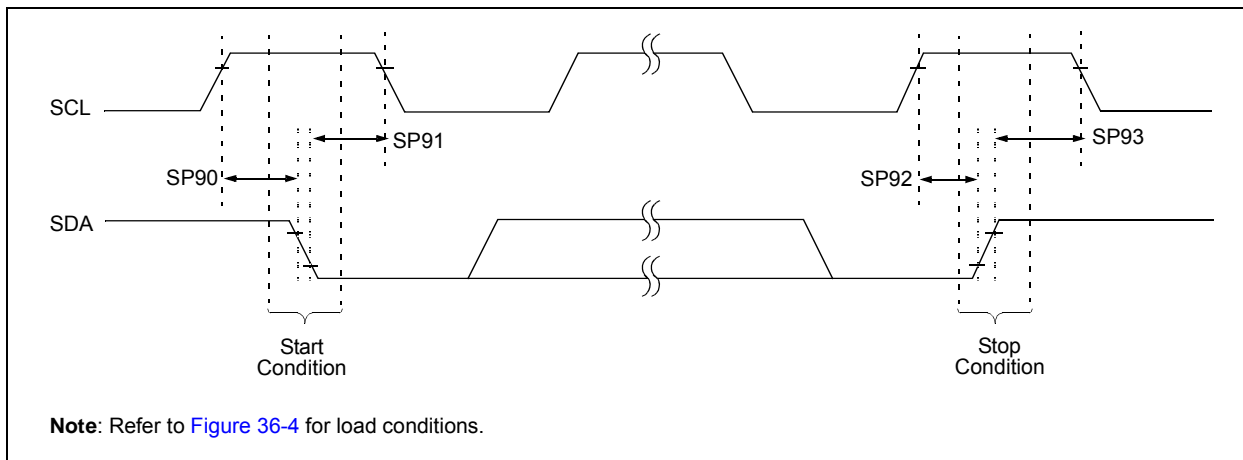 SCL
SP91
SP93
SP90
SP92
SDA
Start
Condition
Stop
Condition
Note: Refer to Figure 36-4 for load conditions.